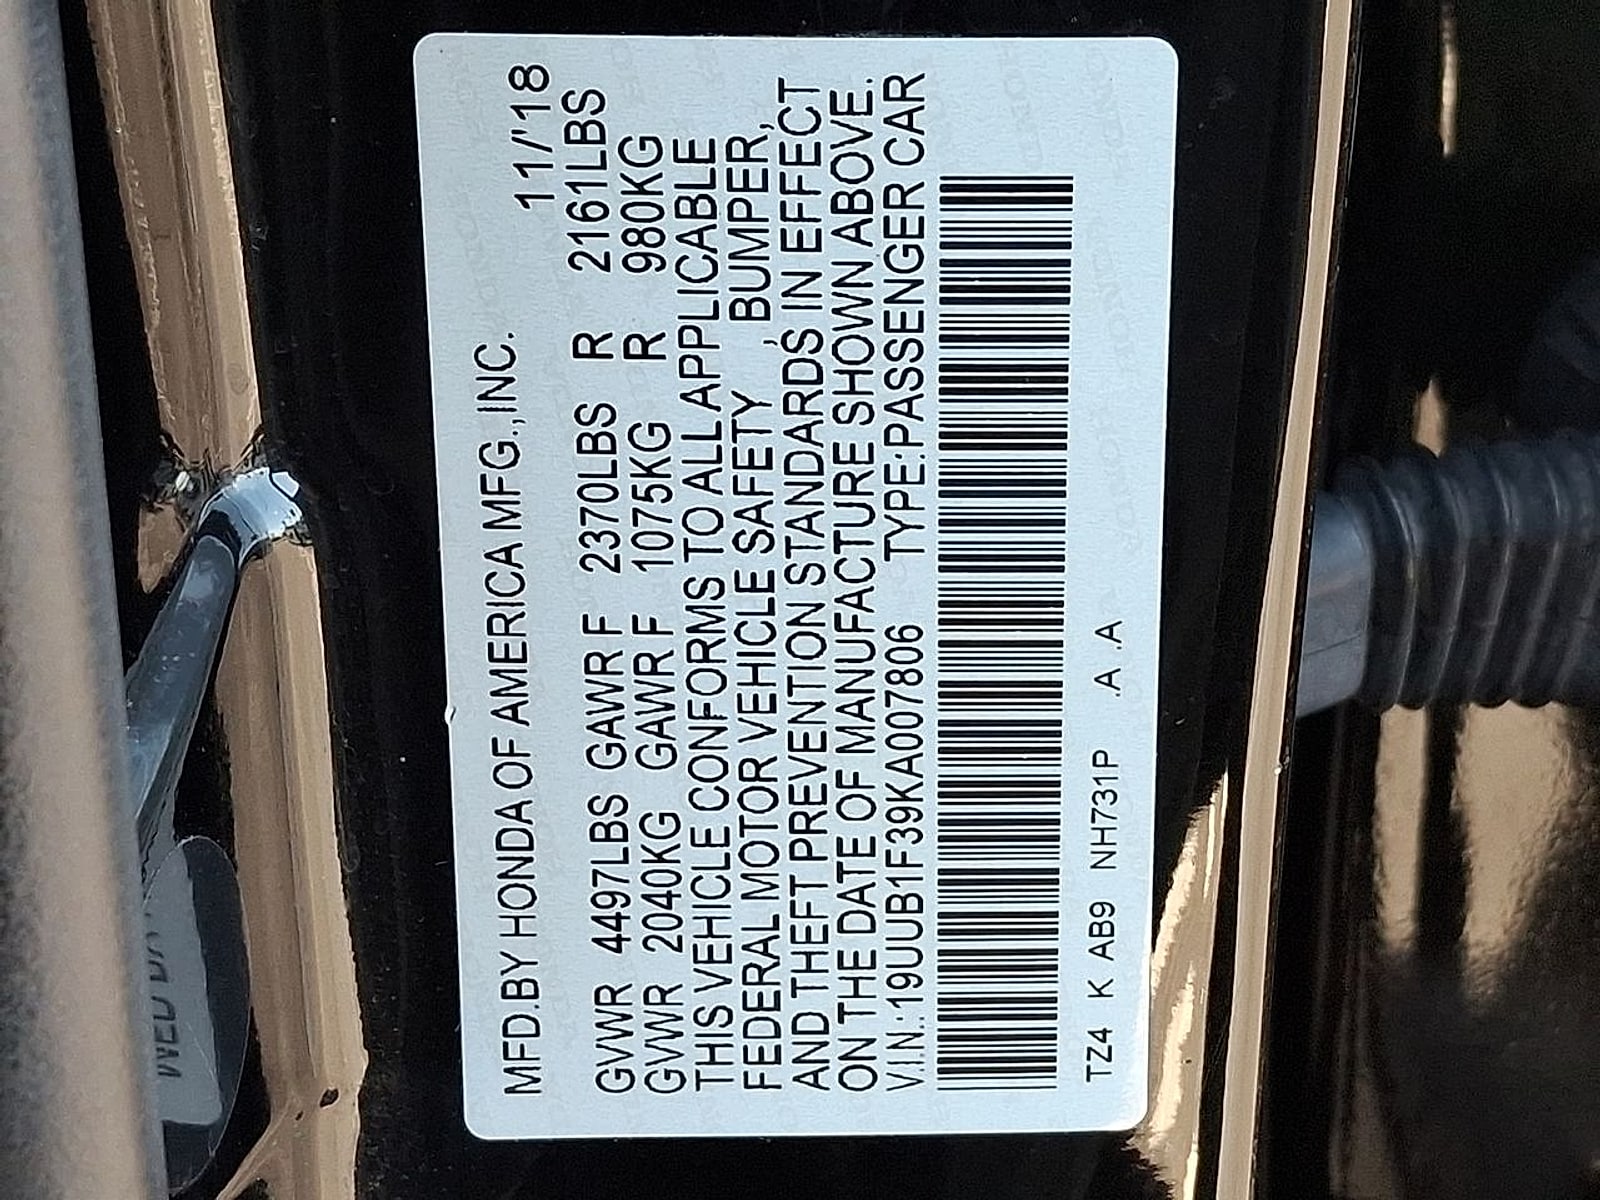 MFD.BY HONDA OF AMERICA MFG.,INC. 11/'18
GVWR 4497LBS GAWR F 2370LBS R 2161LBS
GVWR 2040KG GAWR F 1075KG R 980KG
THIS VEHICLE CONFORMS TO ALL APPLICABLE
FEDERAL MOTOR VEHICLE SAFETY , BUMPER,
AND THEFT PREVENTION STANDARDS IN EFFECT
ON THE DATE OF MANUFACTURE SHOWN ABOVE.
V.I.N.:19UUB1F39KA007806 TYPE:PASSENGER CAR
TZ4 K AB9 NH731P .A .A